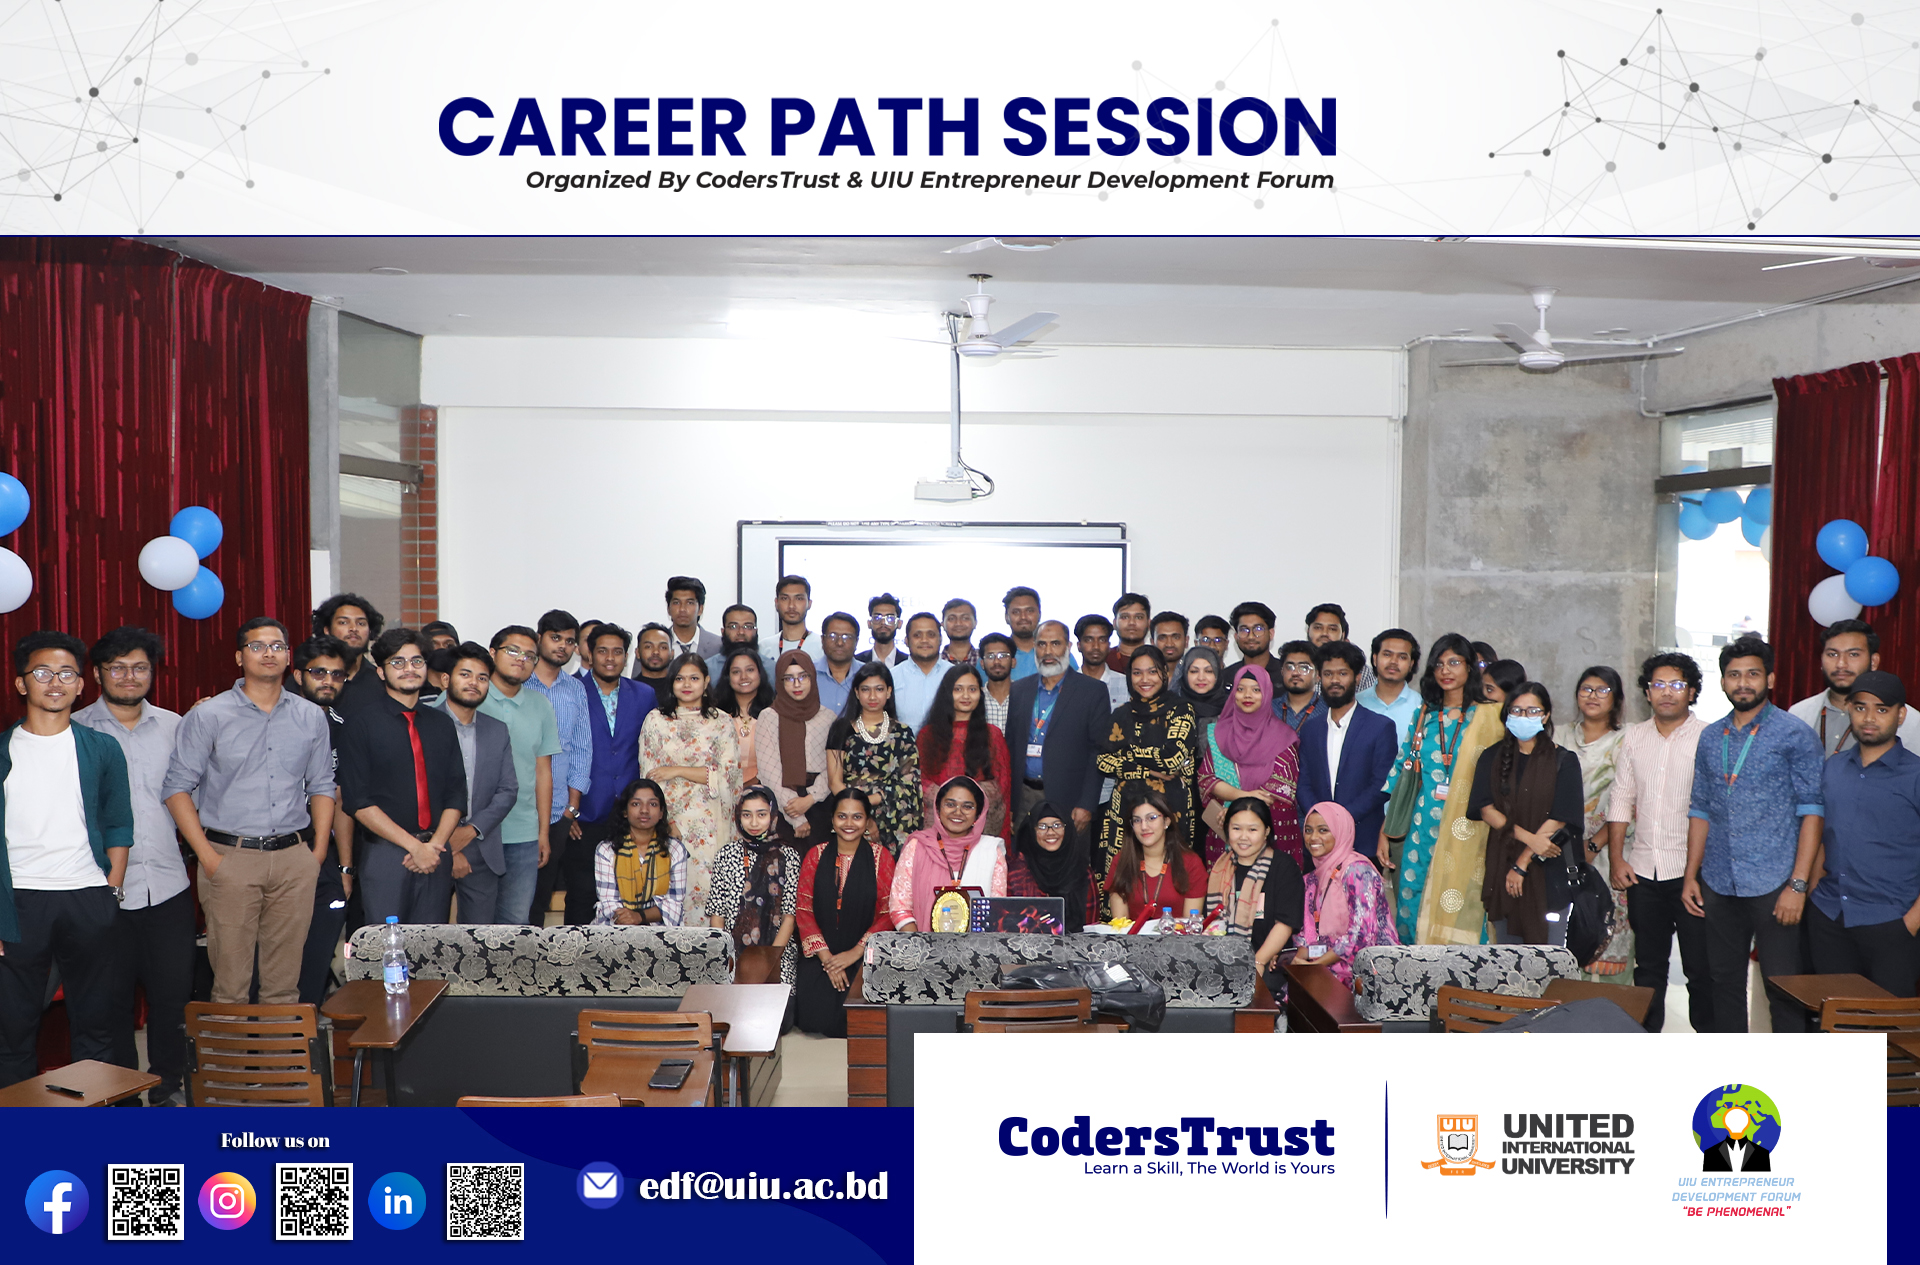 CAREER PATH SESSION
Organized By CodersTrust & UIU Entrepreneur Development Forum
Follow us on
edf@uiu.ac.bd
CodersTrust
Learn a Skill, The World is Yours
UIU
UNITED
INTERNATIONAL
UNIVERSITY
UIU ENTREPRENEUR
DEVELOPMENT FORUM
"BE PHENOMENAL"